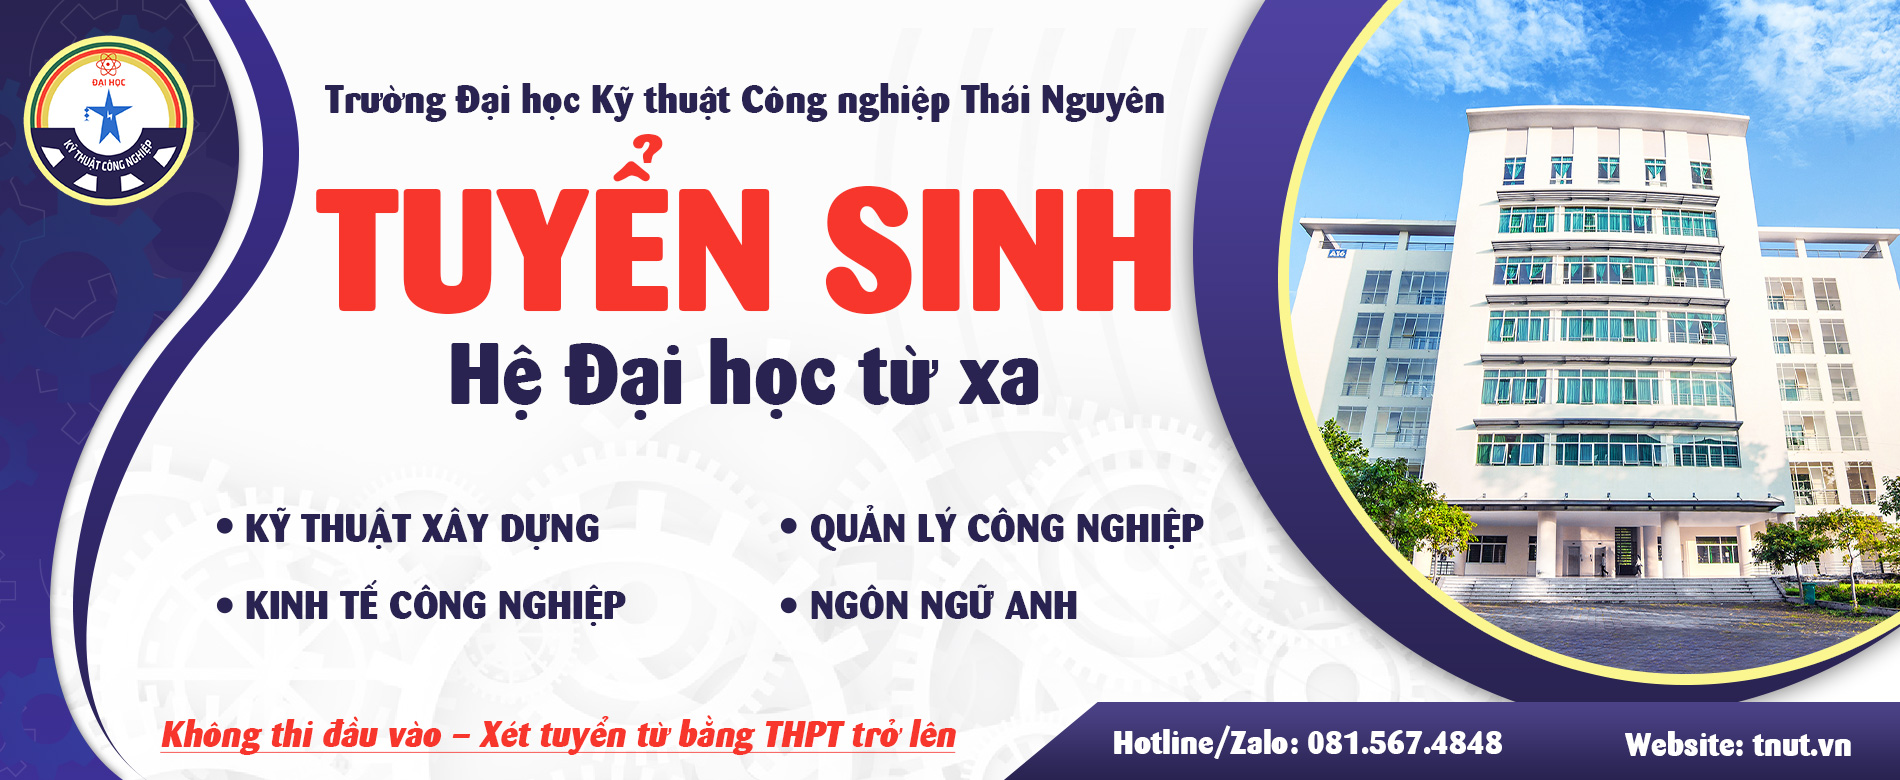 ĐẠI HỌC
KỸ THUẬT CÔNG NGHIỆP
Trường Đại học Kỹ thuật Công nghiệp Thái Nguyên
TUYỂN SINH
Hệ Đại học từ xa
• KỸ THUẬT XÂY DỰNG
• QUẢN LÝ CÔNG NGHIỆP
• KINH TẾ CÔNG NGHIỆP
• NGÔN NGỮ ANH
Không thi đầu vào – Xét tuyển từ bằng THPT trở lên
Hotline/Zalo: 081.567.4848
Website: tnut.vn
A16